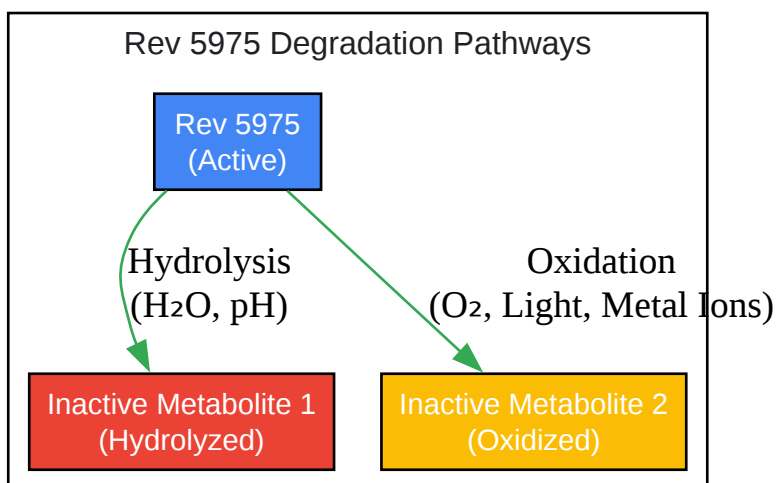 Rev 5975 Degradation Pathways
Rev 5975
(Active)
Hydrolysis
(H₂O, pH)
Oxidation
(O₂, Light, Metal Ions)
Inactive Metabolite 1
(Hydrolyzed)
Inactive Metabolite 2
(Oxidized)